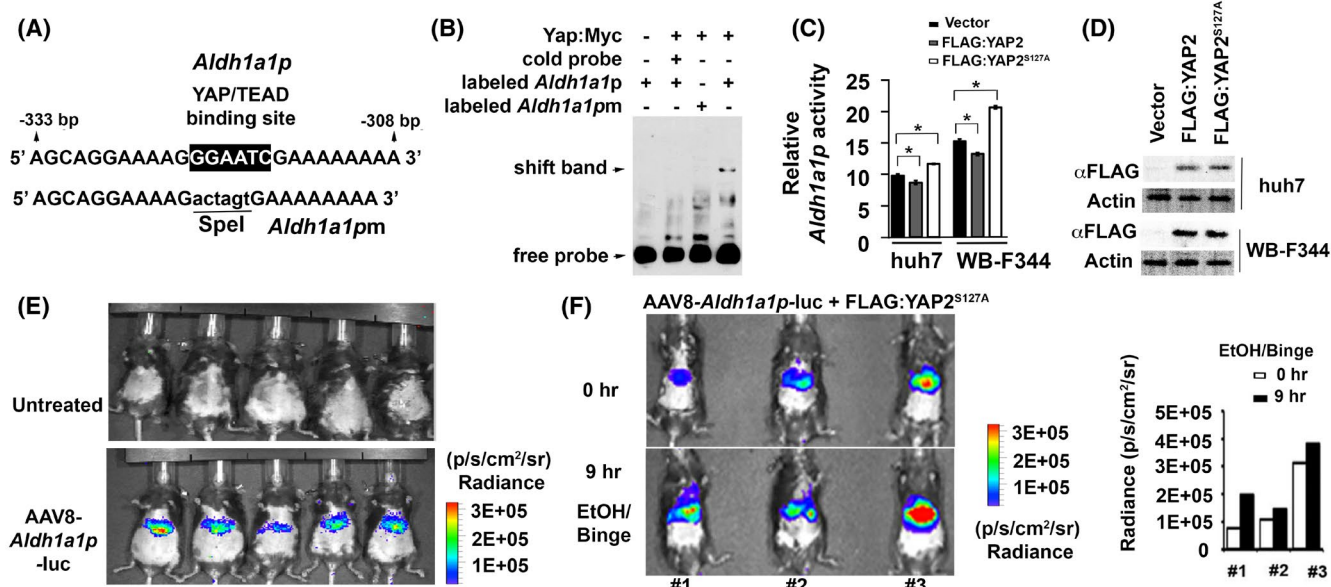 (A)
Aldh1a1p
YAP/TEAD
binding site
-333 bp
-308 bp
5’ AGCAGGAAAAGGGAATCGAAAAAAAA 3’
5’ AGCAGGAAAAGactagtGAAAAAAAAA 3’
SpeI
Aldh1a1pm
(B)
Yap:Myc - + + +
cold probe - + - -
labeled Aldh1a1p + + - +
labeled Aldh1a1pm - - + -
shift band
free probe
(C)
Vector
FLAG:YAP2
FLAG:YAP2S127A
Relative
Aldh1a1p activity
25
20
15
10
5
0
* * * *
huh7 WB-F344
(D)
Vector
FLAG:YAP2
FLAG:YAP2S127A
αFLAG
Actin
huh7
αFLAG
Actin
WB-F344
(E)
Untreated
AAV8-
Aldh1a1p
-luc
(p/s/cm2/sr)
Radiance
3E+05
2E+05
1E+05
(F)
AAV8-Aldh1a1p-luc + FLAG:YAP2S127A
0 hr
9 hr
EtOH/
Binge
#1 #2 #3
3E+05
2E+05
1E+05
(p/s/cm2/sr)
Radiance
EtOH/Binge
0 hr
9 hr
Radiance (p/s/cm2/sr)
5E+05
4E+05
3E+05
2E+05
1E+05
0
#1 #2 #3